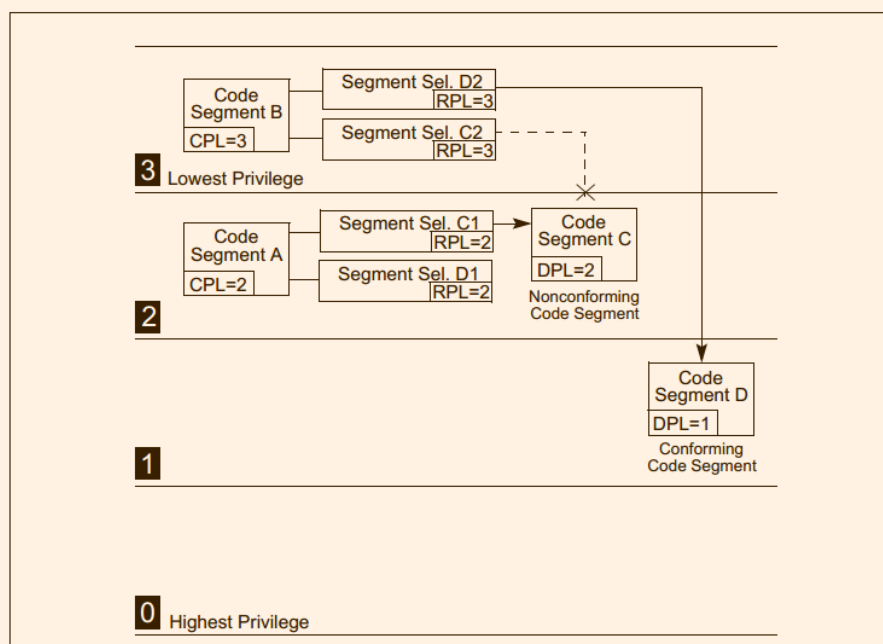 Code
Segment B
CPL=3
Segment Sel. D2
RPL=3
Segment Sel. C2
RPL=3
3 Lowest Privilege
Code
Segment A
CPL=2
Segment Sel. C1
RPL=2
Segment Sel. D1
RPL=2
Code
Segment C
DPL=2
Nonconforming
Code Segment
2
Code
Segment D
DPL=1
Conforming
Code Segment
1
0 Highest Privilege